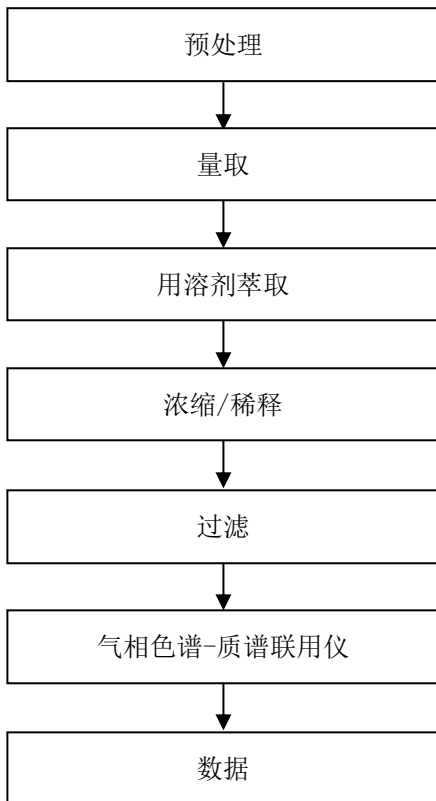 预处理
量取
用溶剂萃取
浓缩/稀释
过滤
气相色谱-质谱联用仪
数据